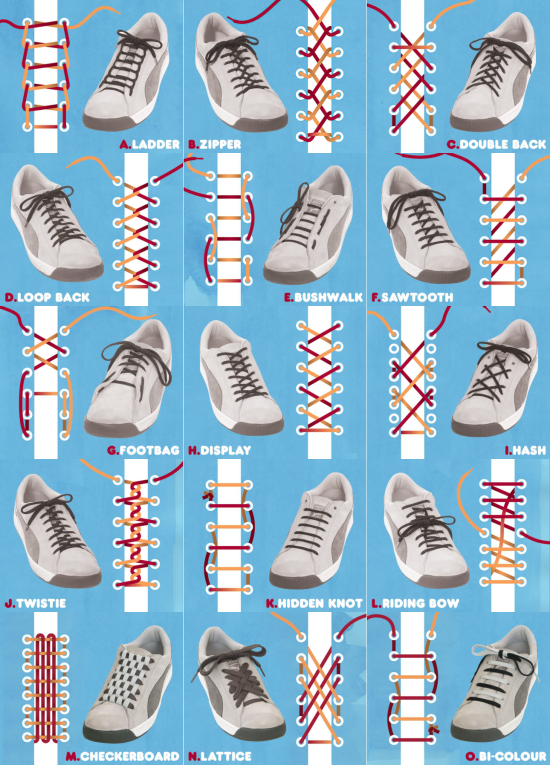 A.LADDER
B.ZIPPER
C.DOUBLE BACK
D.LOOP BACK
E.BUSHWALK
F.SAWTOOTH
G.FOOTBAG
H.DISPLAY
I.HASH
J.TWISTIE
K.HIDDEN KNOT
L.RIDING BOW
M.CHECKERBOARD
N.LATTICE
O.BI-COLOUR